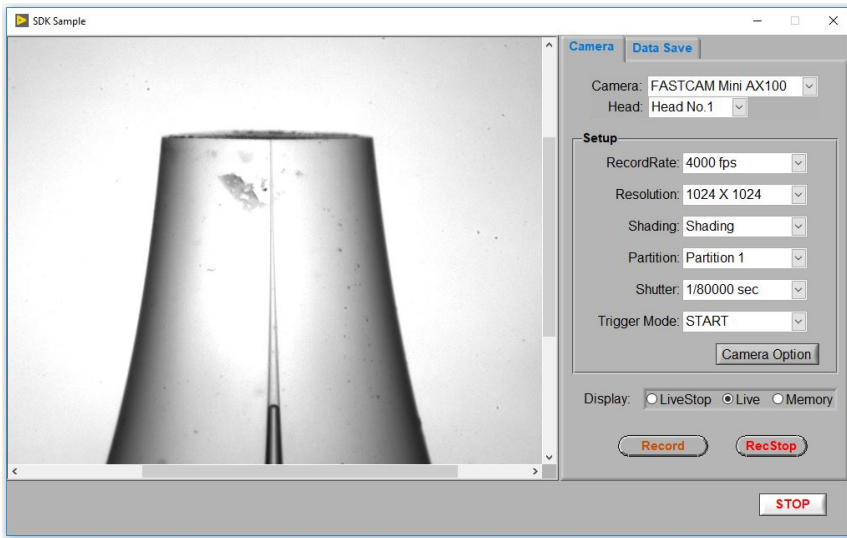 SDK Sample
Camera
Data Save
Camera: FASTCAM Mini AX100
Head: Head No.1
Setup
RecordRate: 4000 fps
Resolution: 1024 X 1024
Shading: Shading
Partition: Partition 1
Shutter: 1/80000 sec
Trigger Mode: START
Camera Option
Display: LiveStop Live Memory
Record RecStop
STOP